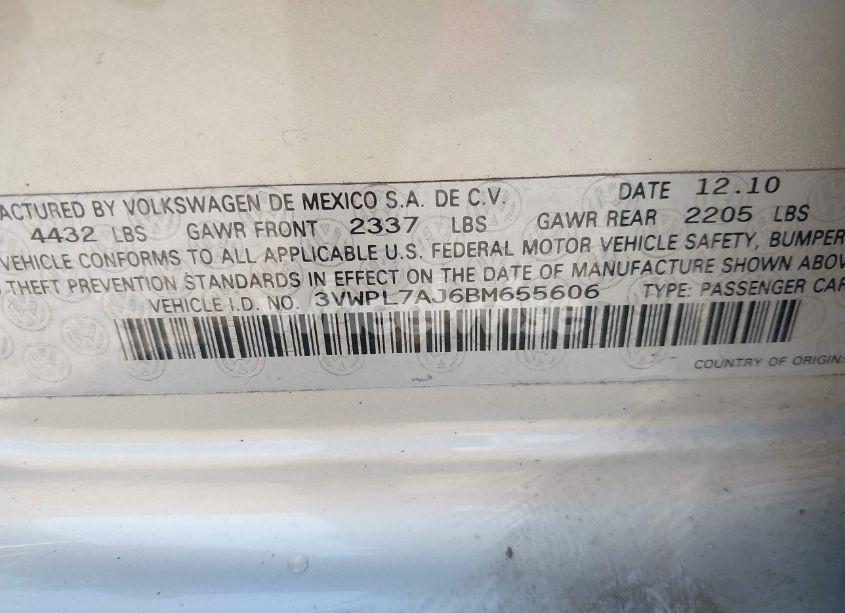 ACTURED BY VOLKSWAGEN DE MEXICO S.A. DE C.V. DATE 12.10
4432 LBS GAWR FRONT 2337 LBS GAWR REAR 2205 LBS
VEHICLE CONFORMS TO ALL APPLICABLE U.S. FEDERAL MOTOR VEHICLE SAFETY, BUMPER
THEFT PREVENTION STANDARDS IN EFFECT ON THE DATE OF MANUFACTURE SHOWN ABOV
VEHICLE I.D. NO. 3VWPL7AJ6BM655606 TYPE: PASSENGER CAR
COUNTRY OF ORIGIN: